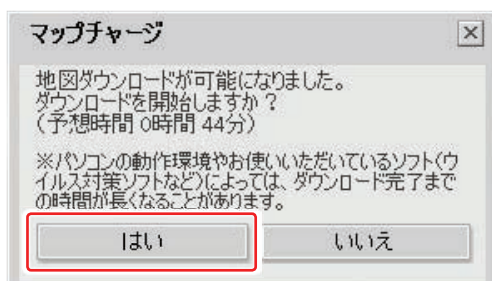 マップチャージ
地図ダウンロードが可能になりました。
ダウンロードを開始しますか？
（予想時間 0時間 44分）
※パソコンの動作環境やお使いいただいているソフト(ウ
イルス対策ソフトなど)によっては、ダウンロード完了まで
の時間が長くなることがあります。
はい
いいえ